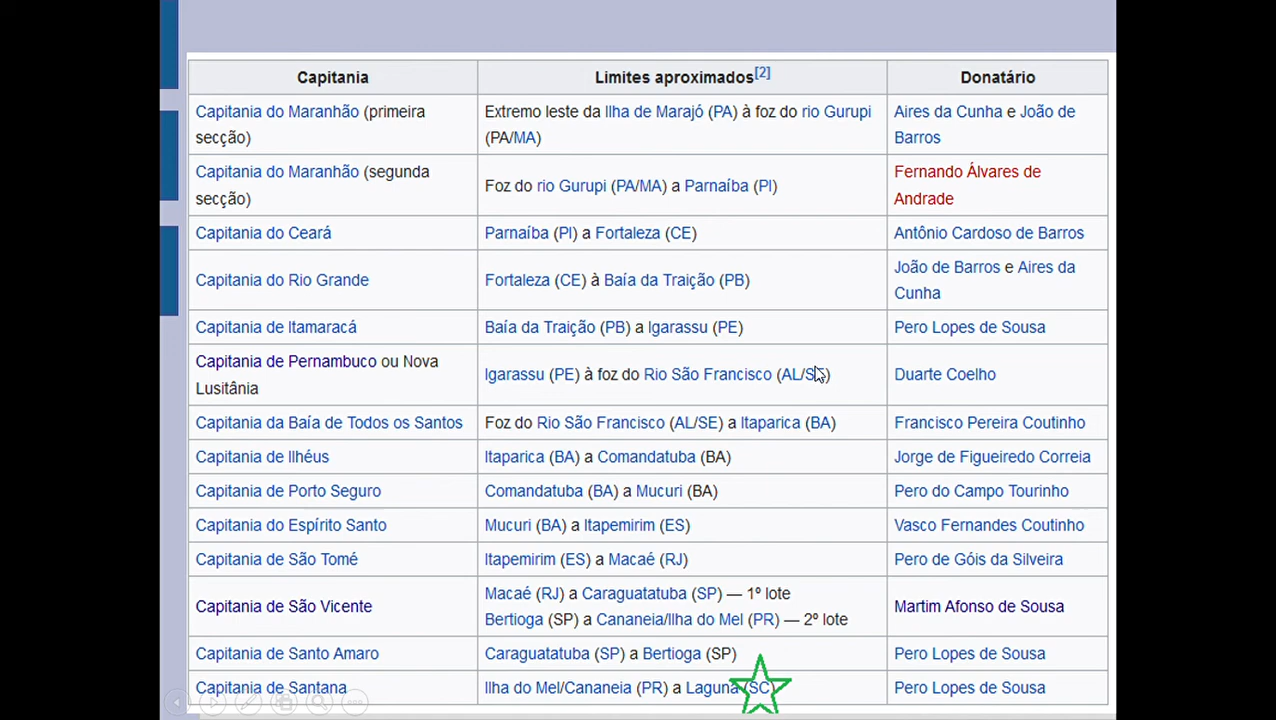 Capitania Limites aproximados[2] Donatário
Capitania do Maranhão (primeira
secção)
Extremo leste da Ilha de Marajó (PA) à foz do rio Gurupi
(PA/MA)
Aires da Cunha e João de
Barros
Capitania do Maranhão (segunda
secção)
Foz do rio Gurupi (PA/MA) a Parnaíba (PI)
Fernando Álvares de
Andrade
Capitania do Ceará Parnaíba (PI) a Fortaleza (CE) Antônio Cardoso de Barros
Capitania do Rio Grande Fortaleza (CE) à Baía da Traição (PB)
João de Barros e Aires da
Cunha
Capitania de Itamaracá Baía da Traição (PB) a Igarassu (PE) Pero Lopes de Sousa
Capitania de Pernambuco ou Nova
Lusitânia
Igarassu (PE) à foz do Rio São Francisco (AL/SE)
Duarte Coelho
Capitania da Baía de Todos os Santos Foz do Rio São Francisco (AL/SE) a Itaparica (BA) Francisco Pereira Coutinho
Capitania de Ilhéus Itaparica (BA) a Comandatuba (BA) Jorge de Figueiredo Correia
Capitania de Porto Seguro Comandatuba (BA) a Mucuri (BA) Pero do Campo Tourinho
Capitania do Espírito Santo Mucuri (BA) a Itapemirim (ES) Vasco Fernandes Coutinho
Capitania de São Tomé Itapemirim (ES) a Macaé (RJ) Pero de Góis da Silveira
Capitania de São Vicente
Macaé (RJ) a Caraguatatuba (SP) — 1º lote
Bertioga (SP) a Cananeia/Ilha do Mel (PR) — 2º lote
Martim Afonso de Sousa
Capitania de Santo Amaro Caraguatatuba (SP) a Bertioga (SP) Pero Lopes de Sousa
Capitania de Santana Ilha do Mel/Cananeia (PR) a Laguna (SC) Pero Lopes de Sousa